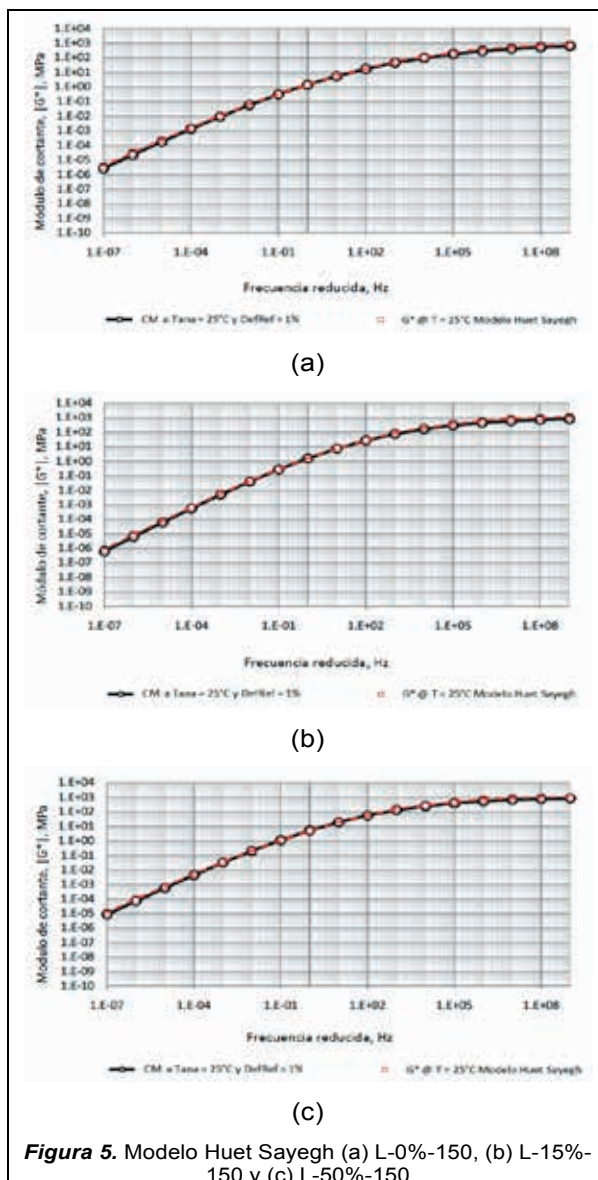 1.E+04
1.E+03
1.E+02
1.E+01
1.E+00
1.E-01
1.E-02
1.E-03
1.E-04
1.E-05
1.E-06
1.E-07
1.E-08
1.E-09
1.E-10
Módulo de cortante, |G*|, MPa
1.E-07 1.E-04 1.E-01 1.E+02 1.E+05 1.E+08
Frecuencia reducida, Hz
CM a Tana = 25°C y DefRef = 1% G* @ T = 25°C Modelo Huet Sayegh
(a)
1.E+04
1.E+03
1.E+02
1.E+01
1.E+00
1.E-01
1.E-02
1.E-03
1.E-04
1.E-05
1.E-06
1.E-07
1.E-08
1.E-09
1.E-10
Módulo de cortante, |G*|, MPa
1.E-07 1.E-04 1.E-01 1.E+02 1.E+05 1.E+08
Frecuencia reducida, Hz
CM a Tana = 25°C y DefRef = 1% G* @ T = 25°C Modelo Huet Sayegh
(b)
1.E+04
1.E+03
1.E+02
1.E+01
1.E+00
1.E-01
1.E-02
1.E-03
1.E-04
1.E-05
1.E-06
1.E-07
1.E-08
1.E-09
1.E-10
Módulo de cortante, |G*|, MPa
1.E-07 1.E-04 1.E-01 1.E+02 1.E+05 1.E+08
Frecuencia reducida, Hz
CM a Tana = 25°C y DefRef = 1% G* @ T = 25°C Modelo Huet Sayegh
(c)
Figura 5. Modelo Huet Sayegh (a) L-0%-150, (b) L-15%-
150 y (c) L-50%-150